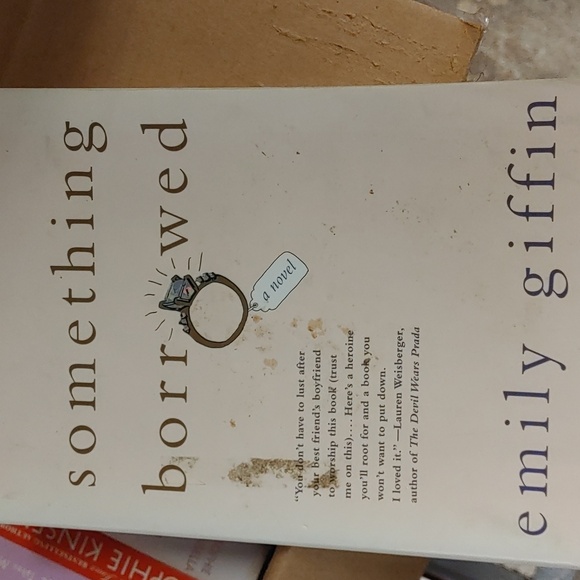 something
borrowed
a novel
"You don't have to lust after
your best friend's boyfriend
to worship this book (trust
me on this).... Here's a heroine
you'll root for and a book you
won't want to put down.
I loved it." —Lauren Weisberger,
author of The Devil Wears Prada
emily giffin